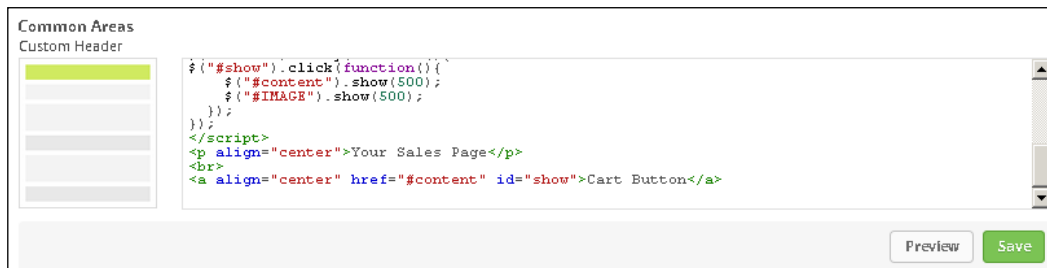 Common Areas
Custom Header
$("#show").click(function(){
$("#content").show(500);
$("#IMAGE").show(500);
});
});
</script>
<p align="center">Your Sales Page</p>
<br>
<a align="center" href="#content" id="show">Cart Button</a>
Preview
Save